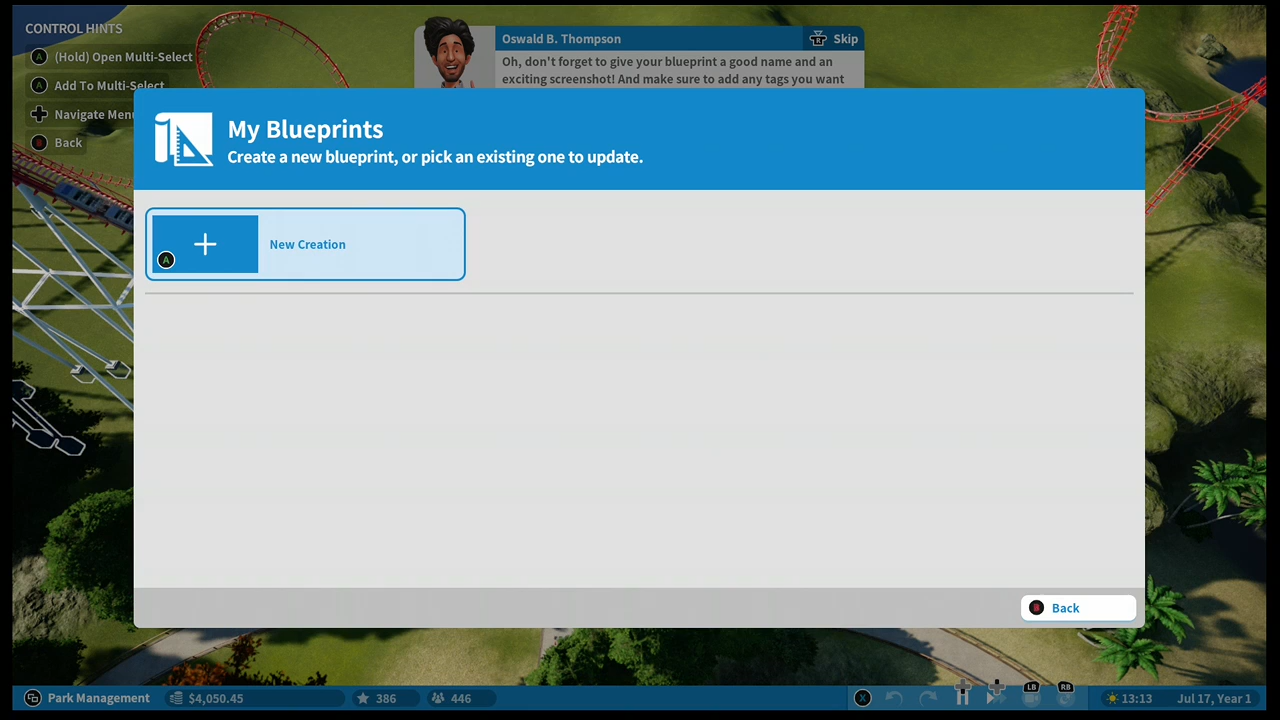 CONTROL HINTS
A (Hold) Open Multi-Select
A Add To Multi-Select
Navigate Menu
B Back
Oswald B. Thompson
R Skip
Oh, don't forget to give your blueprint a good name and an
exciting screenshot! And make sure to add any tags you want
My Blueprints
Create a new blueprint, or pick an existing one to update.
A New Creation
B Back
Park Management
$4,050.45
386
446
X
LB
RB
13:13
Jul 17, Year 1